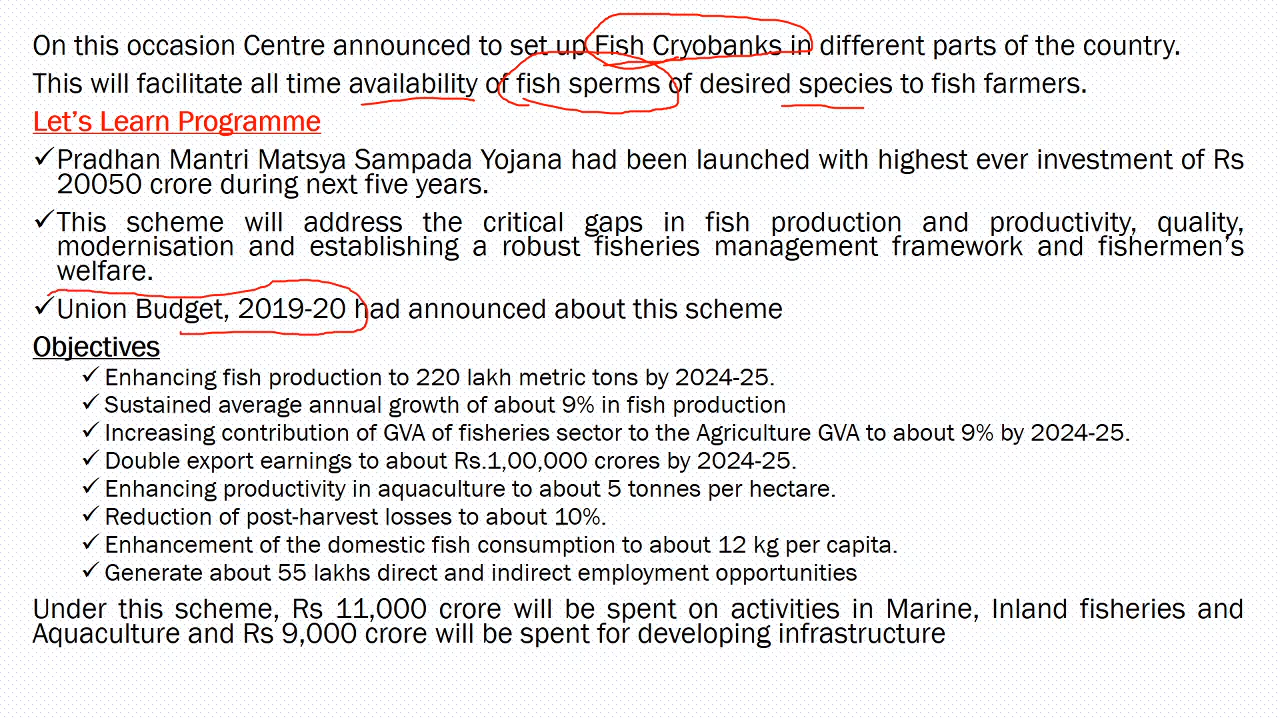 On this occasion Centre announced to set up Fish Cryobanks in different parts of the country.
This will facilitate all time availability of fish sperms of desired species to fish farmers.
Let's Learn Programme
✓Pradhan Mantri Matsya Sampada Yojana had been launched with highest ever investment of Rs
20050 crore during next five years.
✓This scheme will address the critical gaps in fish production and productivity, quality,
modernisation and establishing a robust fisheries management framework and fishermen's
welfare.
✓Union Budget, 2019-20 had announced about this scheme
Objectives
✓ Enhancing fish production to 220 lakh metric tons by 2024-25.
✓ Sustained average annual growth of about 9% in fish production
✓ Increasing contribution of GVA of fisheries sector to the Agriculture GVA to about 9% by 2024-25.
✓ Double export earnings to about Rs.1,00,000 crores by 2024-25.
✓ Enhancing productivity in aquaculture to about 5 tonnes per hectare.
✓ Reduction of post-harvest losses to about 10%.
✓ Enhancement of the domestic fish consumption to about 12 kg per capita.
✓ Generate about 55 lakhs direct and indirect employment opportunities
Under this scheme, Rs 11,000 crore will be spent on activities in Marine, Inland fisheries and
Aquaculture and Rs 9,000 crore will be spent for developing infrastructure